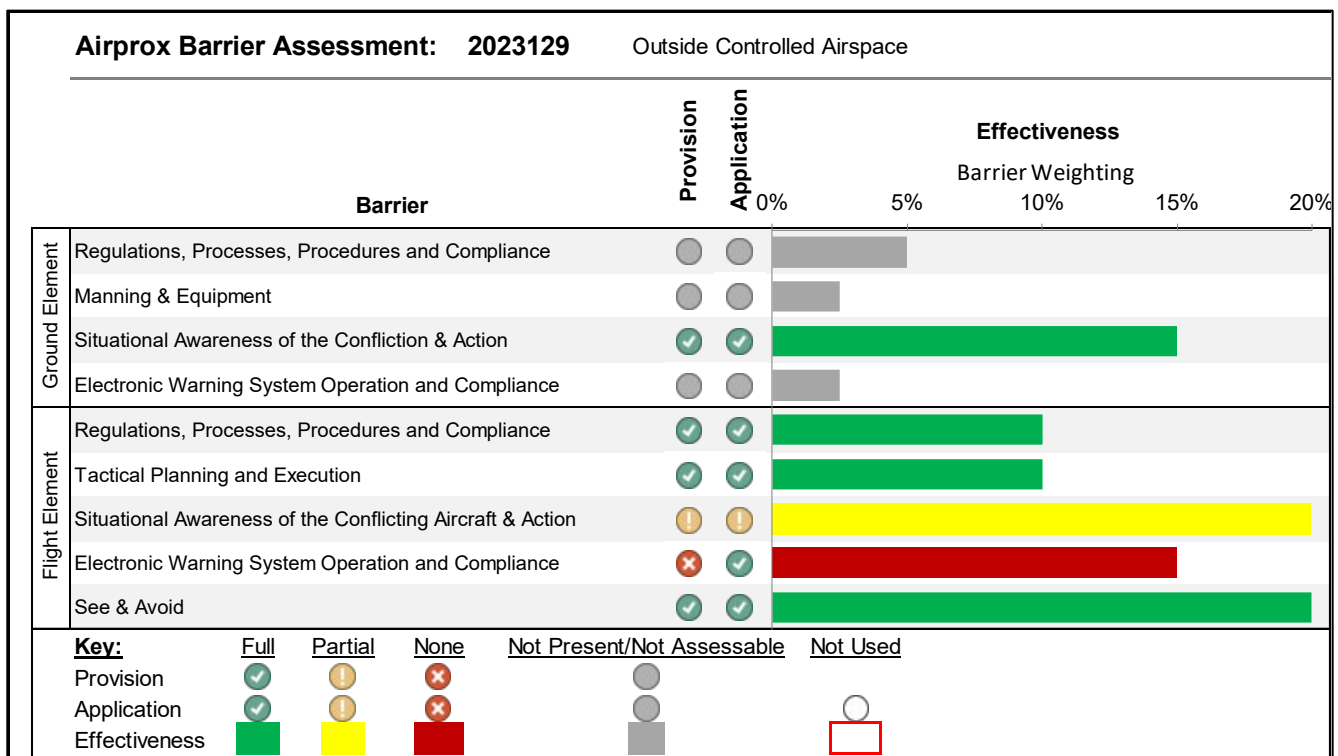 Airprox Barrier Assessment: 2023129 Outside Controlled Airspace
Barrier
Provision
Application
Effectiveness
Barrier Weighting
0% 5% 10% 15% 20%
Ground Element
Regulations, Processes, Procedures and Compliance
Manning & Equipment
Situational Awareness of the Confliction & Action
Electronic Warning System Operation and Compliance
Flight Element
Regulations, Processes, Procedures and Compliance
Tactical Planning and Execution
Situational Awareness of the Conflicting Aircraft & Action
Electronic Warning System Operation and Compliance
See & Avoid
Key: Full Partial None Not Present/Not Assessable Not Used
Provision
Application
Effectiveness